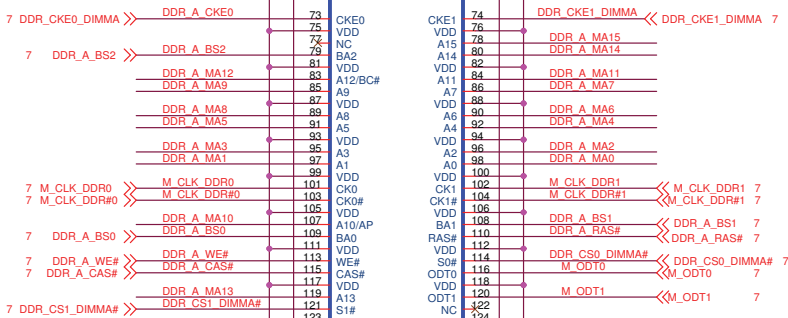 7 DDR_CKE0_DIMMA DDR_A_CKE0 73 CKE0 CKE1 74 DDR_CKE1_DIMMA DDR_CKE1_DIMMA 7
75 VDD VDD 76
77 NC A15 78 DDR_A_MA15
7 DDR_A_BS2 DDR_A_BS2 79 BA2 A14 80 DDR_A_MA14
81 VDD VDD 82
DDR_A_MA12 83 A12/BC# A11 84 DDR_A_MA11
DDR_A_MA9 85 A9 A7 86 DDR_A_MA7
87 VDD VDD 88
DDR_A_MA8 89 A8 A6 90 DDR_A_MA6
DDR_A_MA5 91 A5 A4 92 DDR_A_MA4
93 VDD VDD 94
DDR_A_MA3 95 A3 A2 96 DDR_A_MA2
DDR_A_MA1 97 A1 A0 98 DDR_A_MA0
99 VDD VDD 100
7 M_CLK_DDR0 M_CLK_DDR0 101 CK0 CK1 102 M_CLK_DDR1 M_CLK_DDR1 7
7 M_CLK_DDR#0 M_CLK_DDR#0 103 CK0# CK1# 104 M_CLK_DDR#1 M_CLK_DDR#1 7
105 VDD VDD 106
DDR_A_MA10 107 A10/AP BA1 108 DDR_A_BS1 DDR_A_BS1 7
7 DDR_A_BS0 DDR_A_BS0 109 BA0 RAS# 110 DDR_A_RAS# DDR_A_RAS# 7
111 VDD VDD 112
7 DDR_A_WE# DDR_A_WE# 113 WE# S0# 114 DDR_CS0_DIMMA# DDR_CS0_DIMMA# 7
7 DDR_A_CAS# DDR_A_CAS# 115 CAS# ODT0 116 M_ODT0 M_ODT0 7
117 VDD VDD 118
DDR_A_MA13 119 A13 ODT1 120 M_ODT1 M_ODT1 7
7 DDR_CS1_DIMMA# DDR_CS1_DIMMA# 121 S1# NC 122
123 124